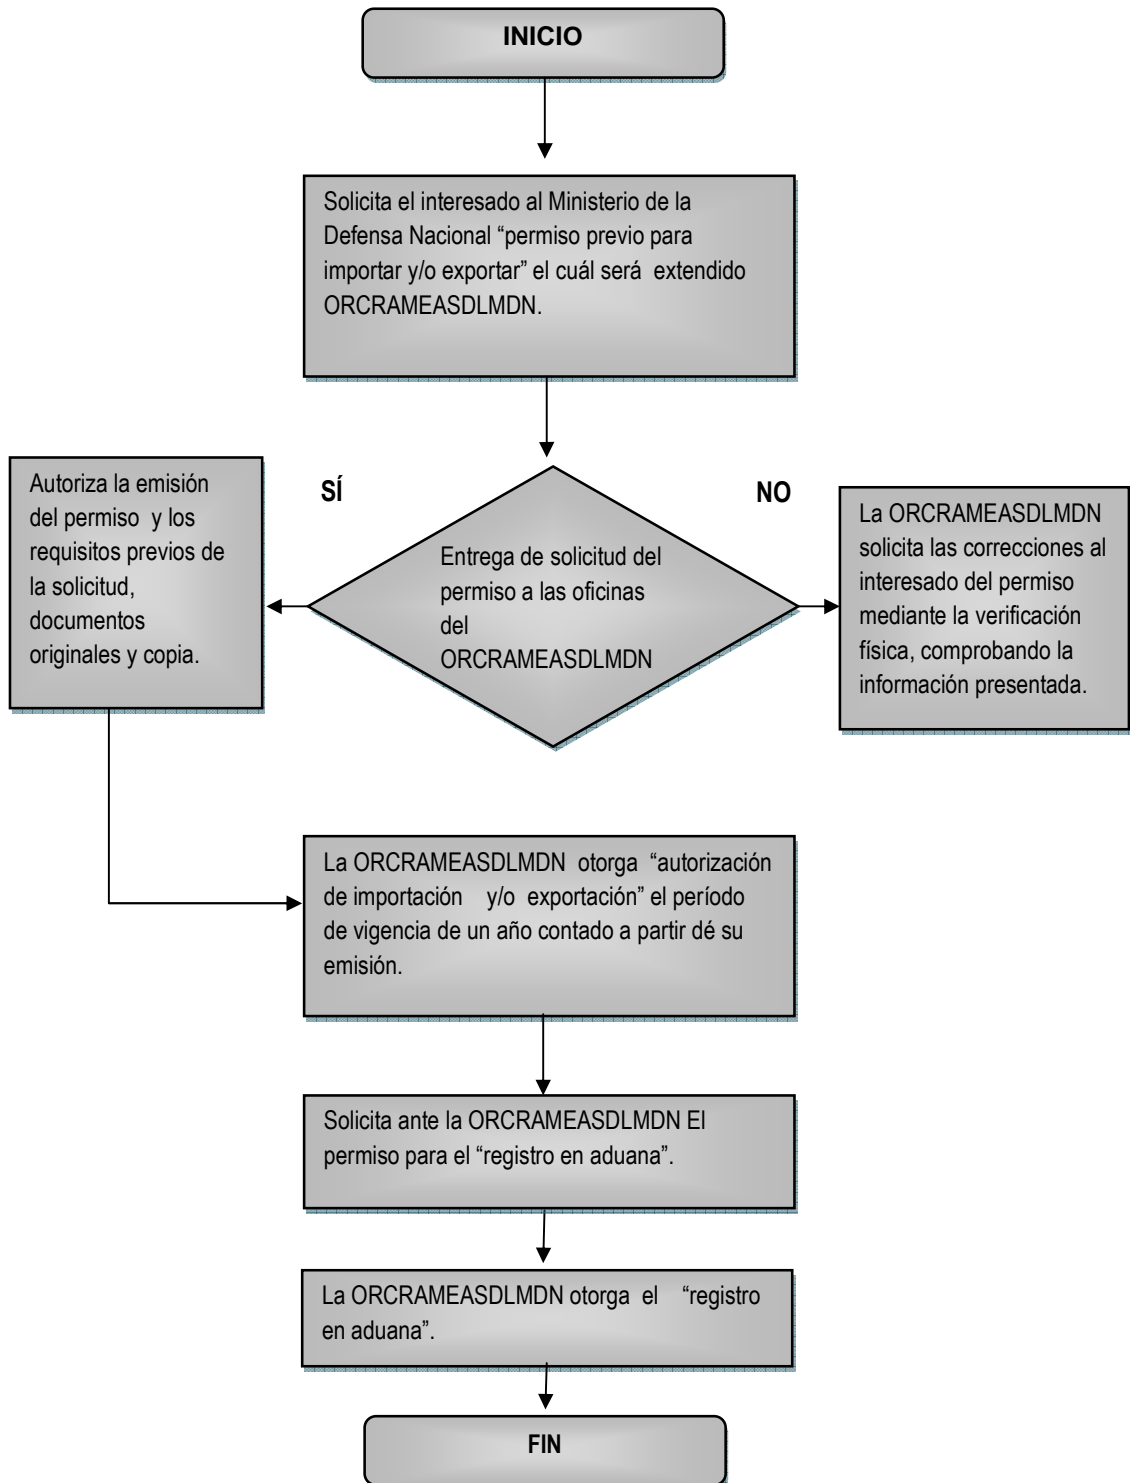 INICIO
Solicita el interesado al Ministerio de la
Defensa Nacional “permiso previo para
importar y/o exportar” el cuál será extendido
ORCRAMEASDLMDN.
SÍ
NO
Autoriza la emisión
del permiso y los
requisitos previos de
la solicitud,
documentos
originales y copia.
Entrega de solicitud del
permiso a las oficinas
del
ORCRAMEASDLMDN
La ORCRAMEASDLMDN
solicita las correcciones al
interesado del permiso
mediante la verificación
física, comprobando la
información presentada.
La ORCRAMEASDLMDN otorga “autorización
de importación y/o exportación” el período
de vigencia de un año contado a partir dé su
emisión.
Solicita ante la ORCRAMEASDLMDN El
permiso para el “registro en aduana”.
La ORCRAMEASDLMDN otorga el “registro
en aduana”.
FIN